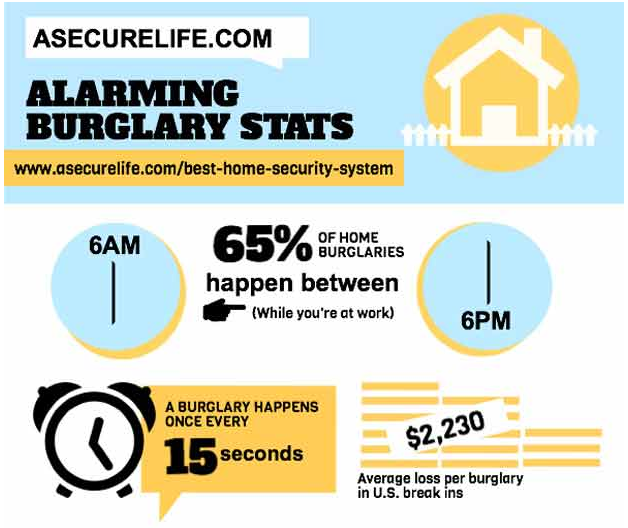 ASECURELIFE.COM
ALARMING
BURGLARY STATS
www.asecurelife.com/best-home-security-system
6AM
65% OF HOME
BURGLARIES
happen between
(While you're at work)
6PM
A BURGLARY HAPPENS
ONCE EVERY
15 seconds
$2,230
Average loss per burglary
in U.S. break ins